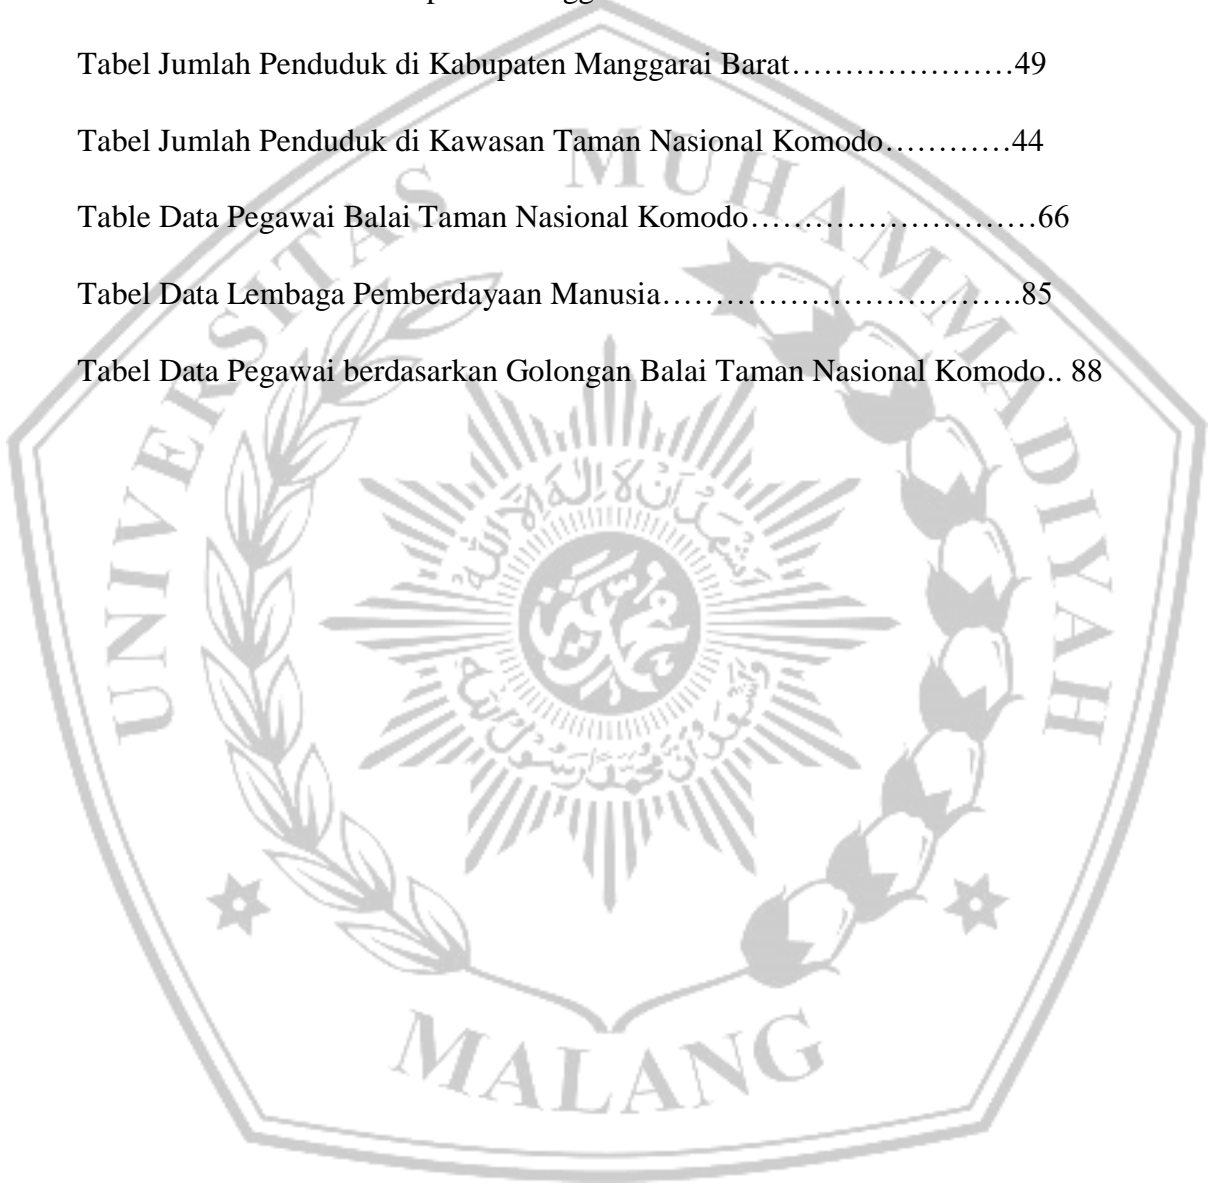 Tabel Jumlah Penduduk di Kabupaten Manggarai Barat…………………49
Tabel Jumlah Penduduk di Kawasan Taman Nasional Komodo…………44
Table Data Pegawai Balai Taman Nasional Komodo………………………66
Tabel Data Lembaga Pemberdayaan Manusia…………………………….85
Tabel Data Pegawai berdasarkan Golongan Balai Taman Nasional Komodo.. 88
UNIVERSITAS MUHAMMADIYAH
MALANG